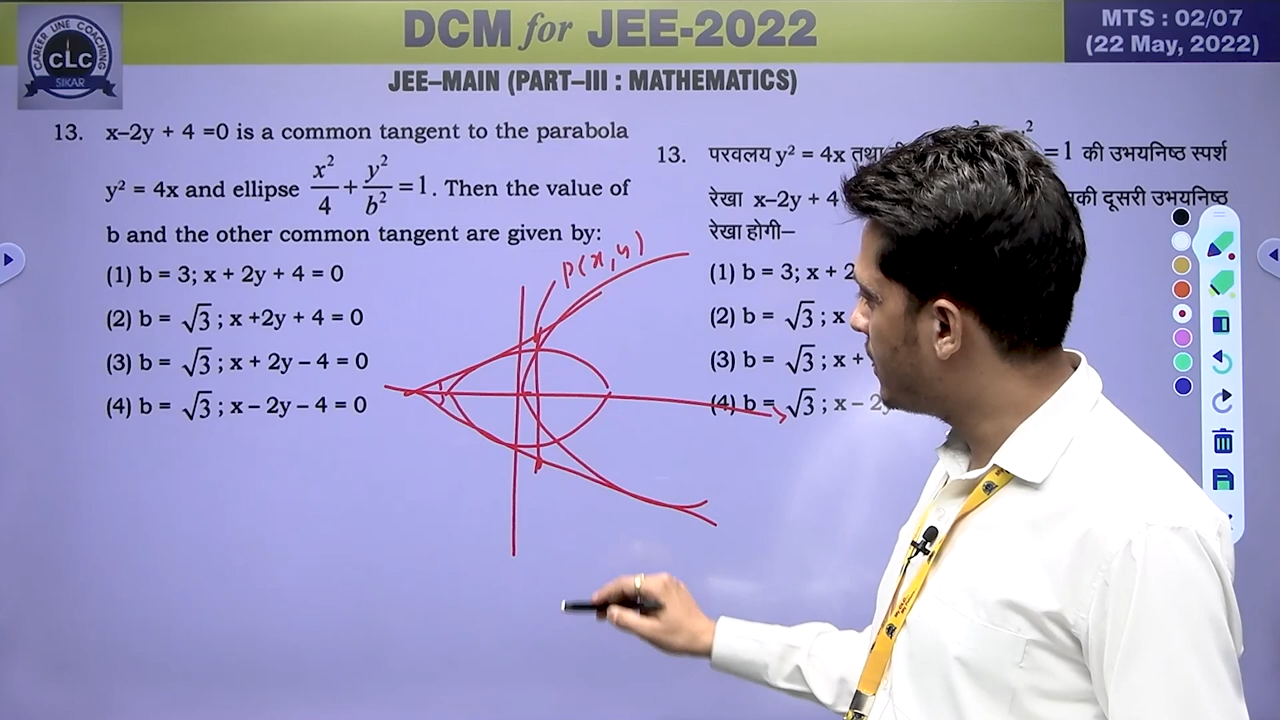 CAREER LINE COACHING
CLC
SIKAR
DCM for JEE-2022
MTS : 02/07
(22 May, 2022)
JEE–MAIN (PART–III : MATHEMATICS)
13. x–2y + 4 =0 is a common tangent to the parabola
y² = 4x and ellipse x²/4 + y²/b² = 1. Then the value of
b and the other common tangent are given by:
(1) b = 3; x + 2y + 4 = 0
(2) b = √3 ; x +2y + 4 = 0
(3) b = √3 ; x + 2y – 4 = 0
(4) b = √3 ; x – 2y – 4 = 0
P(x,y)
13. परवलय y² = 4x तथा =1 की उभयनिष्ठ स्पर्श
रेखा x–2y + 4 की दूसरी उभयनिष्ठ
रेखा होगी–
(1) b = 3; x + 2
(2) b = √3 ; x
(3) b = √3 ; x +
(4) b = √3 ; x – 2